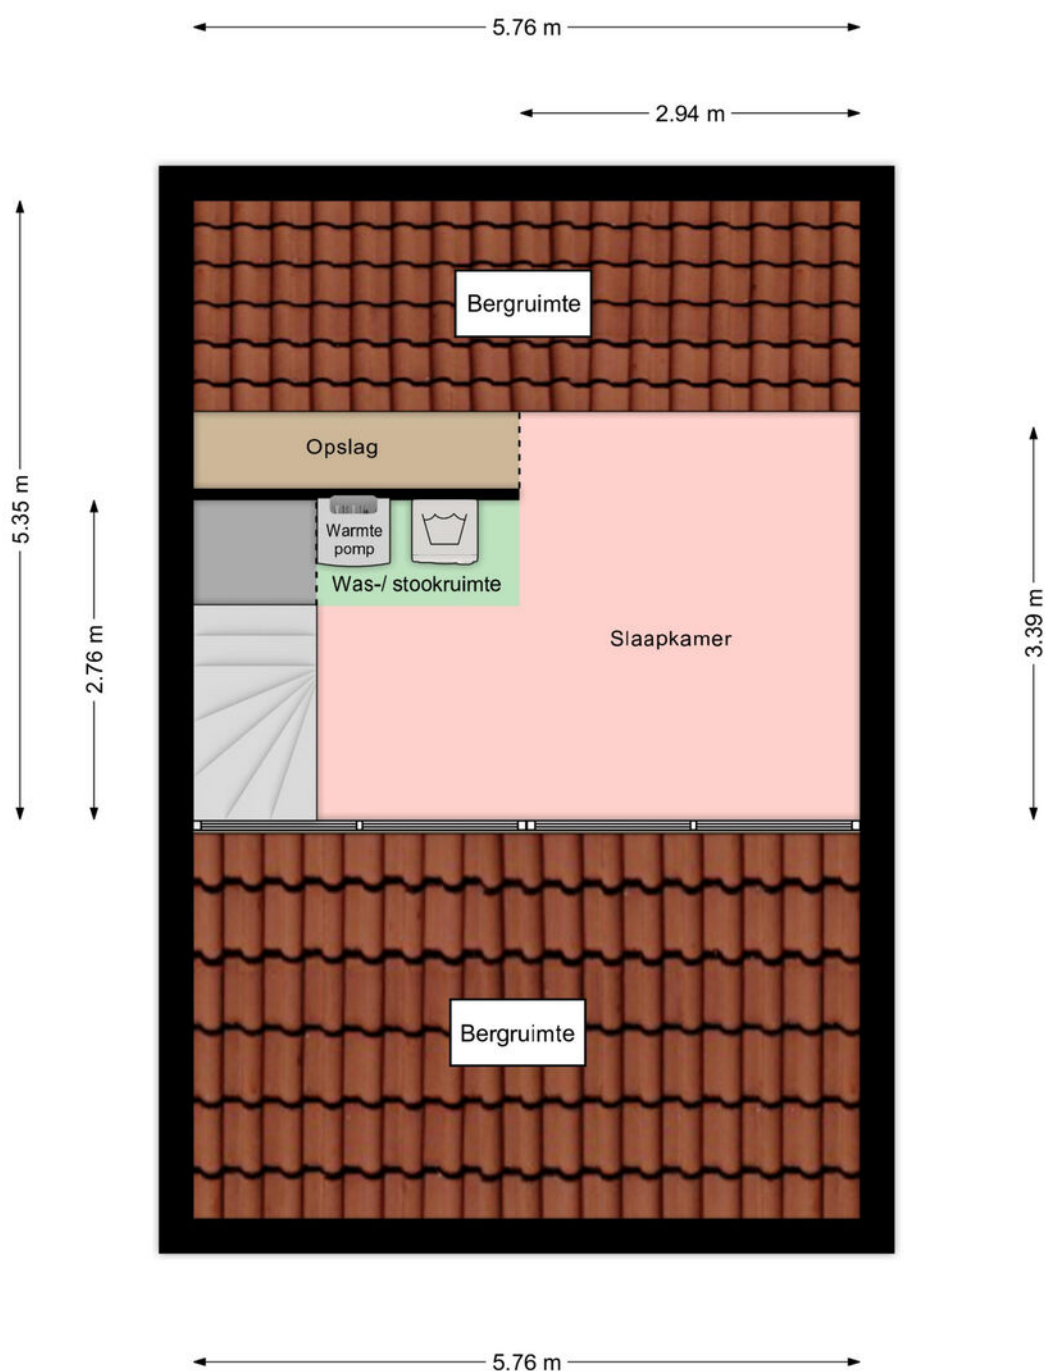 5.76 m
2.94 m
Bergruimte
Opslag
5.35 m
3.39 m
Warmte
pomp
Was-/ stookruimte
2.76 m
Slaapkamer
Bergruimte
5.76 m